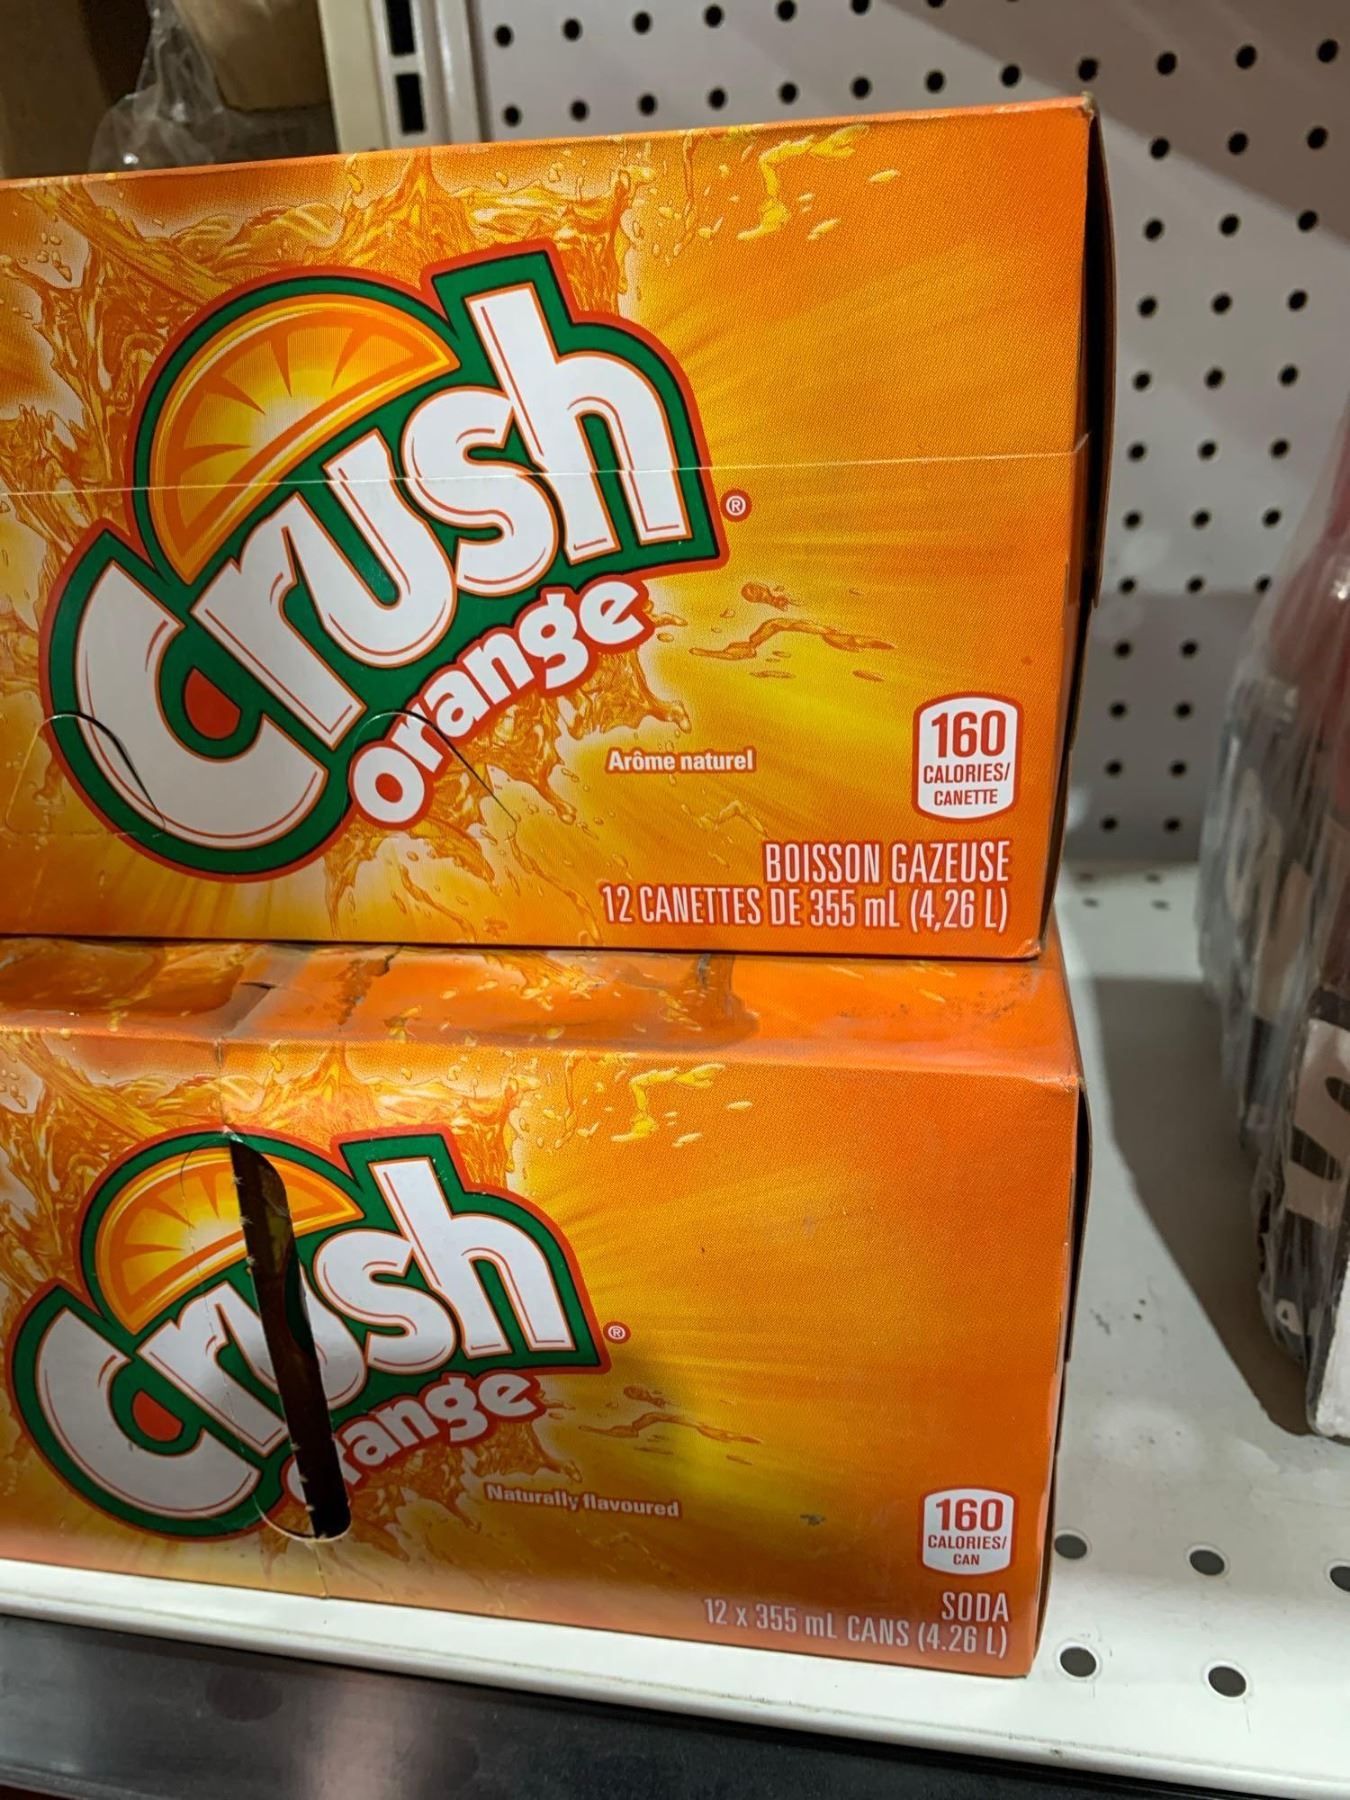 Crush
®
orange
Arôme naturel
160
CALORIES/
CANETTE
BOISSON GAZEUSE
12 CANETTES DE 355 mL (4,26 L)
Crush
®
orange
Naturally flavoured
160
CALORIES/
CAN
SODA
12 x 355 mL CANS (4.26 L)